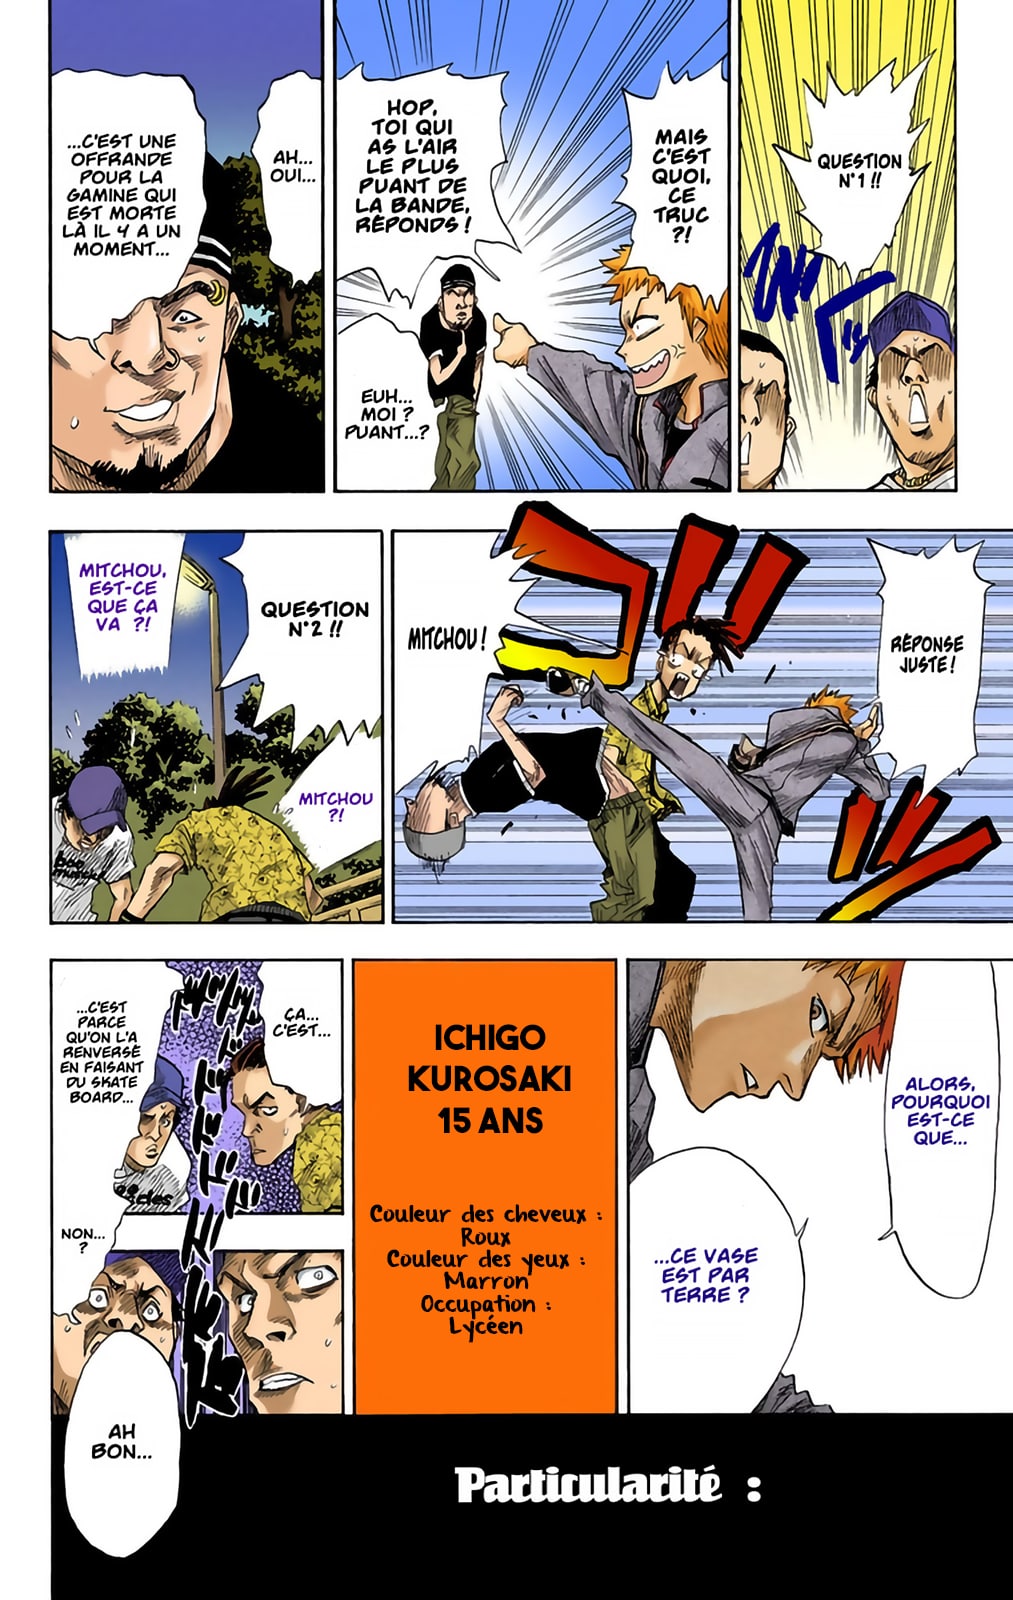 QUESTION
N°1 !!
MAIS
C'EST
QUOI,
CE
TRUC
?!
HOP,
TOI QUI
AS L'AIR
LE PLUS
PUANT DE
LA BANDE,
RÉPONDS !
EUH...
MOI ?
PUANT...?
AH...
OUI...
...C'EST UNE
OFFRANDE
POUR LA
GAMINE QUI
EST MORTE
LÀ IL Y A UN
MOMENT...
RÉPONSE
JUSTE !
MITCHOU !
QUESTION
N°2 !!
MITCHOU,
EST-CE
QUE ÇA
VA ?!
MITCHOU
?!
ALORS,
POURQUOI
EST-CE
QUE...
...CE VASE
EST PAR
TERRE ?
ICHIGO
KUROSAKI
15 ANS
Couleur des cheveux :
Roux
Couleur des yeux :
Marron
Occupation :
Lycéen
ÇA...
C'EST...
...C'EST
PARCE
QU'ON L'A
RENVERSÉ
EN FAISANT
DU SKATE
BOARD...
NON...
?
AH
BON...
Particularité :